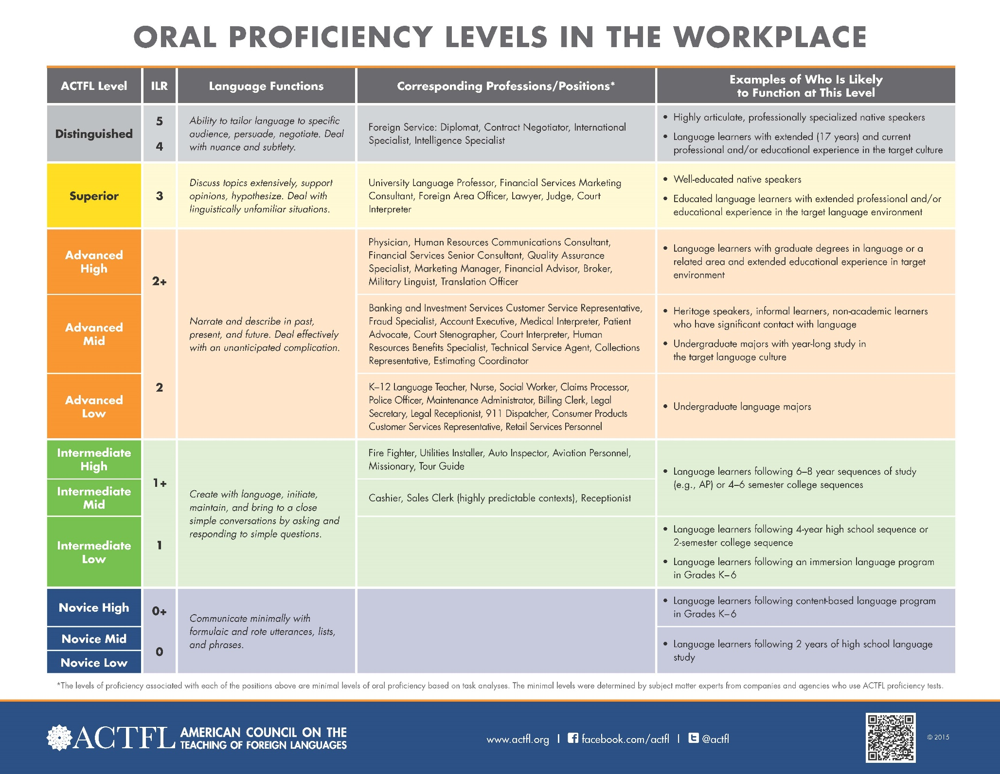 ORAL PROFICIENCY LEVELS IN THE WORKPLACE
ACTFL Level
ILR
Language Functions
Corresponding Professions/Positions*
Examples of Who Is Likely
to Function at This Level
Distinguished
5
4
Ability to tailor language to specific
audience, persuade, negotiate. Deal
with nuance and subtlety.
Foreign Service: Diplomat, Contract Negotiator, International
Specialist, Intelligence Specialist
• Highly articulate, professionally specialized native speakers
• Language learners with extended (17 years) and current
professional and/or educational experience in the target culture
Superior
3
Discuss topics extensively, support
opinions, hypothesize. Deal with
linguistically unfamiliar situations.
University Language Professor, Financial Services Marketing
Consultant, Foreign Area Officer, Lawyer, Judge, Court
Interpreter
• Well-educated native speakers
• Educated language learners with extended professional and/or
educational experience in the target language environment
Advanced
High
2+
Physician, Human Resources Communications Consultant,
Financial Services Senior Consultant, Quality Assurance
Specialist, Marketing Manager, Financial Advisor, Broker,
Military Linguist, Translation Officer
• Language learners with graduate degrees in language or a
related area and extended educational experience in target
environment
Advanced
Mid
Narrate and describe in past,
present, and future. Deal effectively
with an unanticipated complication.
Banking and Investment Services Customer Service Representative,
Fraud Specialist, Account Executive, Medical Interpreter, Patient
Advocate, Court Stenographer, Court Interpreter, Human
Resources Benefits Specialist, Technical Service Agent, Collections
Representative, Estimating Coordinator
• Heritage speakers, informal learners, non-academic learners
who have significant contact with language
• Undergraduate majors with year-long study in
the target language culture
Advanced
Low
2
K–12 Language Teacher, Nurse, Social Worker, Claims Processor,
Police Officer, Maintenance Administrator, Billing Clerk, Legal
Secretary, Legal Receptionist, 911 Dispatcher, Consumer Products
Customer Services Representative, Retail Services Personnel
• Undergraduate language majors
Intermediate
High
1+
Fire Fighter, Utilities Installer, Auto Inspector, Aviation Personnel,
Missionary, Tour Guide
• Language learners following 6–8 year sequences of study
(e.g., AP) or 4–6 semester college sequences
Intermediate
Mid
Create with language, initiate,
maintain, and bring to a close
simple conversations by asking and
responding to simple questions.
Cashier, Sales Clerk (highly predictable contexts), Receptionist
Intermediate
Low
1
• Language learners following 4-year high school sequence or
2-semester college sequence
• Language learners following an immersion language program
in Grades K–6
Novice High
0+
Communicate minimally with
formulaic and rote utterances, lists,
and phrases.
• Language learners following content-based language program
in Grades K–6
Novice Mid
0
• Language learners following 2 years of high school language
study
Novice Low
*The levels of proficiency associated with each of the positions above are minimal levels of oral proficiency based on task analyses. The minimal levels were determined by subject matter experts from companies and agencies who use ACTFL proficiency tests.
ACTFL
AMERICAN COUNCIL ON THE
TEACHING OF FOREIGN LANGUAGES
www.actfl.org | facebook.com/actfl | @actfl
© 2015